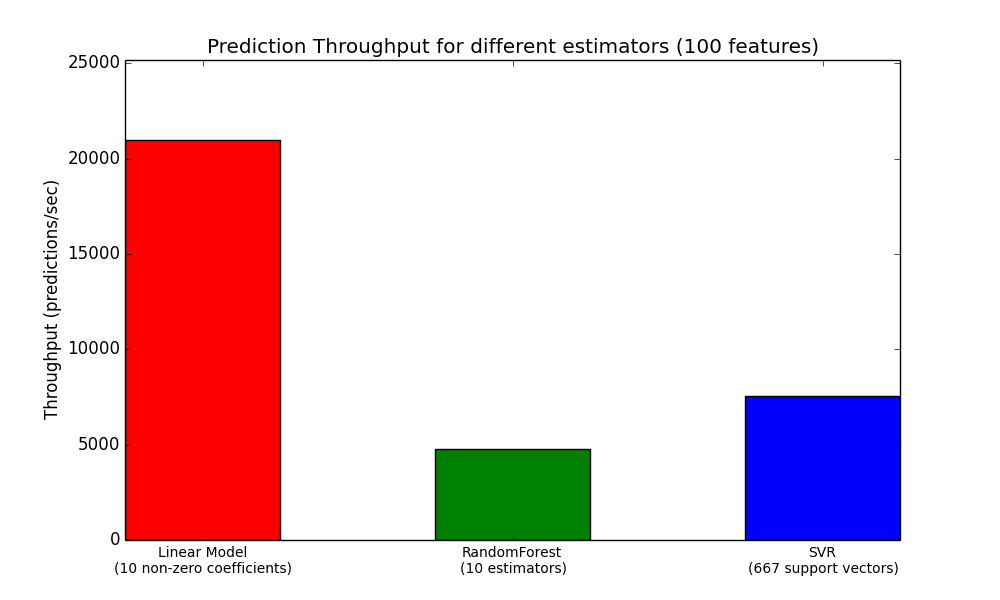 Prediction Throughput for different estimators (100 features)
Throughput (predictions/sec)
25000
20000
15000
10000
5000
0
Linear Model
(10 non-zero coefficients)
RandomForest
(10 estimators)
SVR
(667 support vectors)